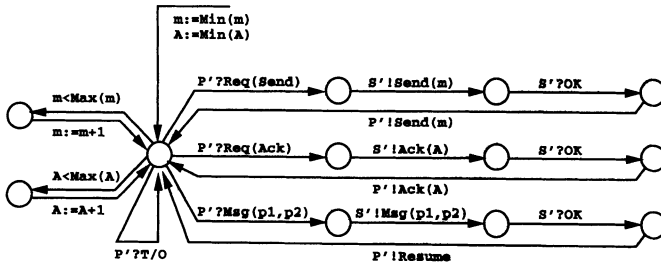 m:=Min(m)
A:=Min(A)
P'?Req(Send) S'!Send(m) S'?OK
m<Max(m)
P'!Send(m)
m:=m+1
P'?Req(Ack) S'!Ack(A) S'?OK
A<Max(A)
P'!Ack(A)
A:=A+1
P'?Msg(p1,p2) S'!Msg(p1,p2) S'?OK
P'?T/O
P'!Resume